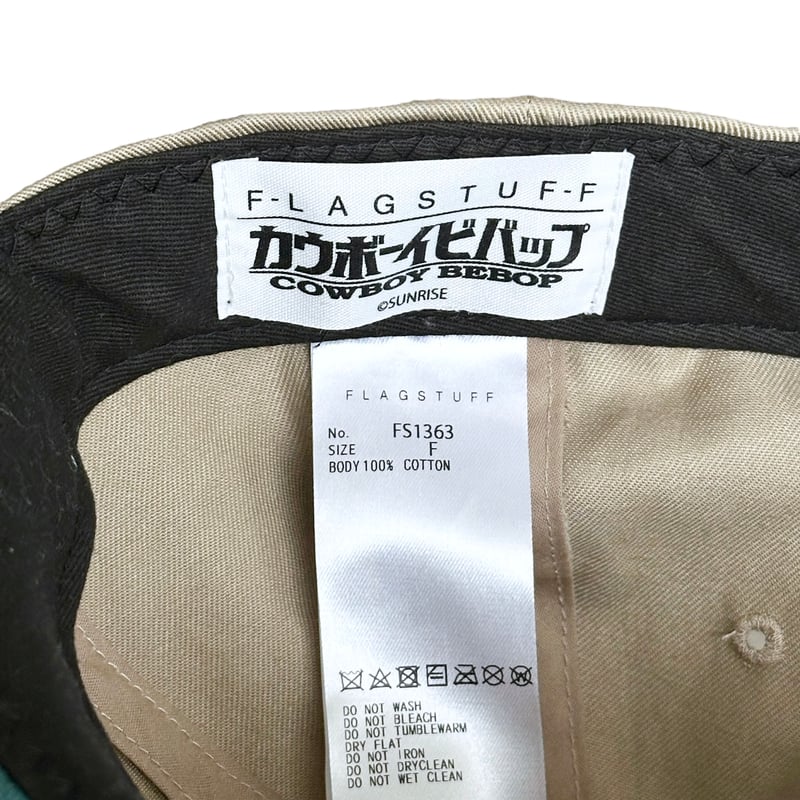 F-LAGSTUF-F
カウボーイビバップ
COWBOY BEBOP
©SUNRISE
FLAGSTUFF
No. FS1363
SIZE F
BODY 100% COTTON
DO NOT WASH
DO NOT BLEACH
DO NOT TUMBLEWARM
DRY FLAT
DO NOT IRON
DO NOT DRYCLEAN
DO NOT WET CLEAN